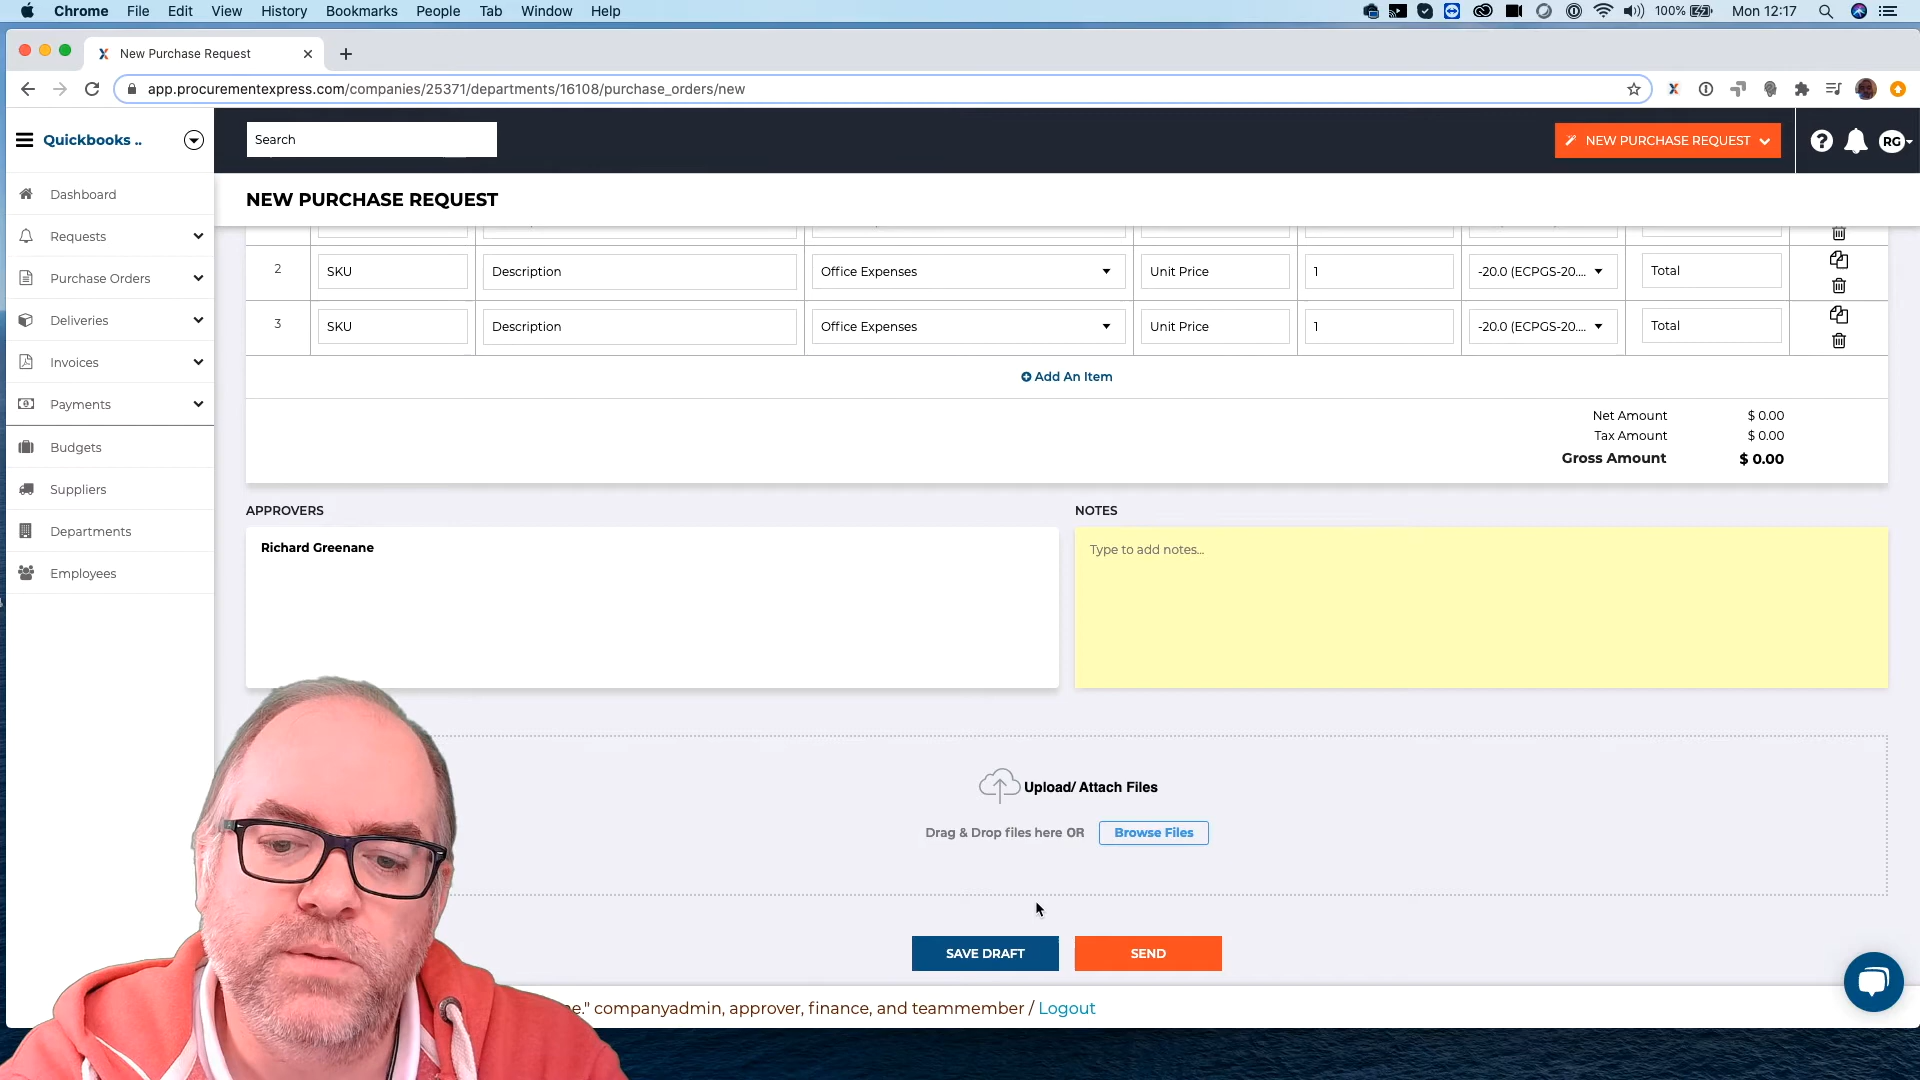 Chrome File Edit View History Bookmarks People Tab Window Help 100% Mon 12:17
New Purchase Request
app.procurementexpress.com/companies/25371/departments/16108/purchase_orders/new
Quickbooks ..
Search
NEW PURCHASE REQUEST
RG
Dashboard
Requests
Purchase Orders
Deliveries
Invoices
Payments
Budgets
Suppliers
Departments
Employees
NEW PURCHASE REQUEST
2 SKU Description Office Expenses Unit Price 1 -20.0 (ECPGS-20.... Total
3 SKU Description Office Expenses Unit Price 1 -20.0 (ECPGS-20.... Total
Add An Item
Net Amount $ 0.00
Tax Amount $ 0.00
Gross Amount $ 0.00
APPROVERS
Richard Greenane
NOTES
Type to add notes...
Upload/ Attach Files
Drag & Drop files here OR Browse Files
SAVE DRAFT SEND
e." companyadmin, approver, finance, and teammember / Logout